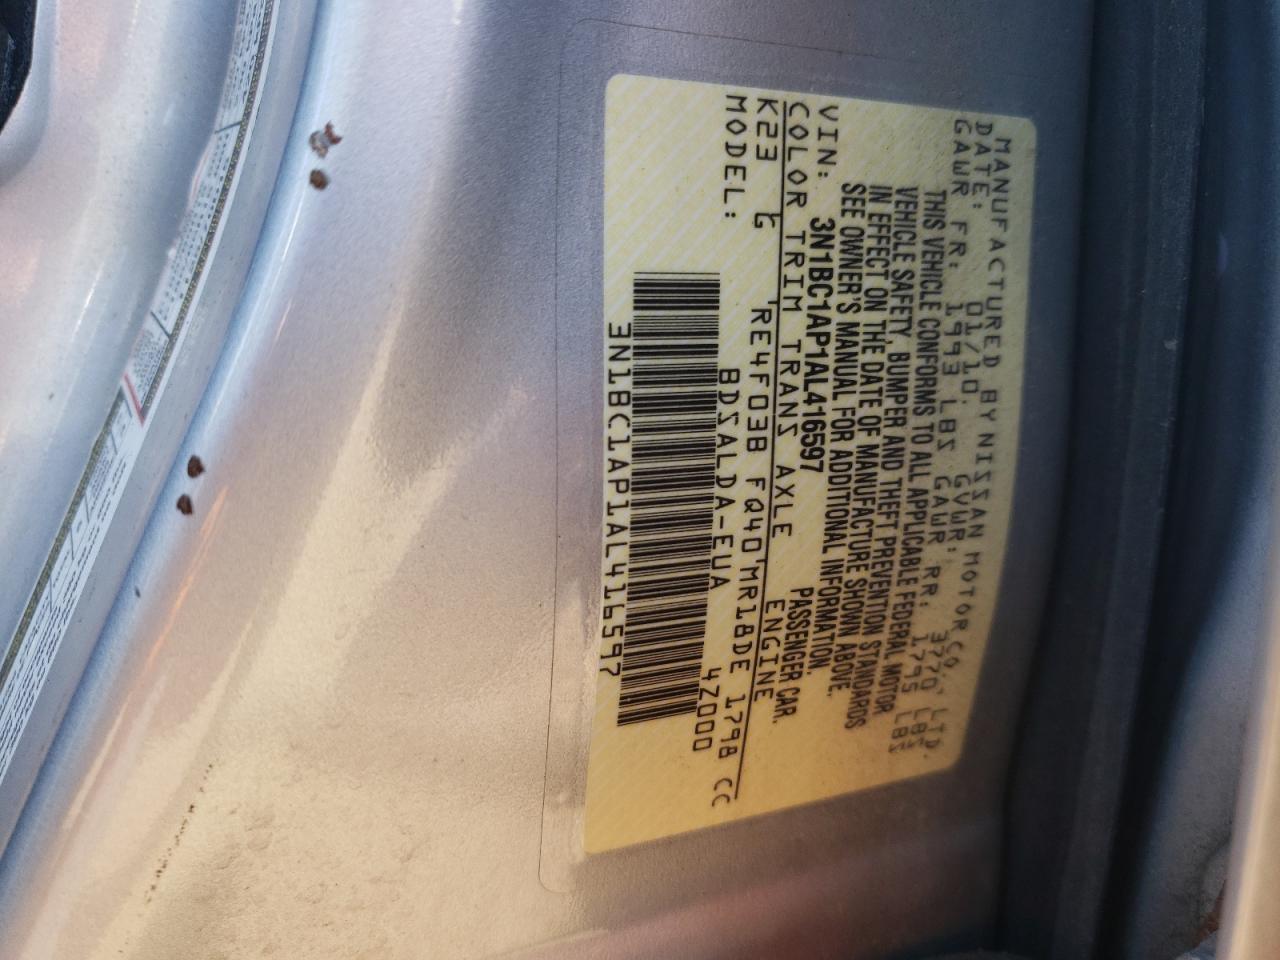 MANUFACTURED BY NISSAN MOTOR CO., LTD.
DATE: 01/10. GVWR: 3770 LBS
GAWR FR: 1993 LBS GAWR RR: 1795 LBS
THIS VEHICLE CONFORMS TO ALL APPLICABLE FEDERAL MOTOR
VEHICLE SAFETY, BUMPER AND THEFT PREVENTION STANDARDS
IN EFFECT ON THE DATE OF MANUFACTURE SHOWN ABOVE.
SEE OWNER'S MANUAL FOR ADDITIONAL INFORMATION.
VIN: 3N1BC1AP1AL416597 PASSENGER CAR.
COLOR TRIM TRANS AXLE ENGINE
K23 G 'RE4F03B FQ40'MR18DE 1798 CC
MODEL: BDSALDA-EUA 4Z000
3N1BC1AP1AL416597